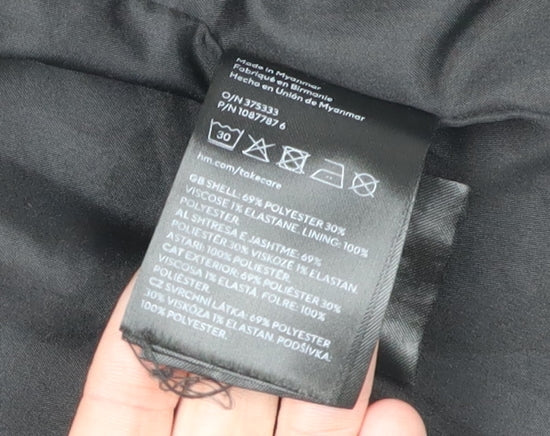 Made in Myanmar
Fabriqué en Birmanie
Hecho en Unión de Myanmar
O/N 375333
P/N 1087787 6
30
hm.com/takecare
GB SHELL: 69% POLYESTER 30%
VISCOSE 1% ELASTANE. LINING: 100%
POLYESTER.
AL SHTRESA E JASHTME: 69%
POLIESTËR 30% VISKOZË 1% ELASTAN.
ASTARI: 100% POLIESTËR.
CAT EXTERIOR: 69% POLIÈSTER 30%
VISCOSA 1% ELASTÀ. FOLRE: 100%
POLIÈSTER.
CZ SVRCHNÍ LÁTKA: 69% POLYESTER
30% VISKÓZA 1% ELASTAN. PODŠÍVKA:
100% POLYESTER.